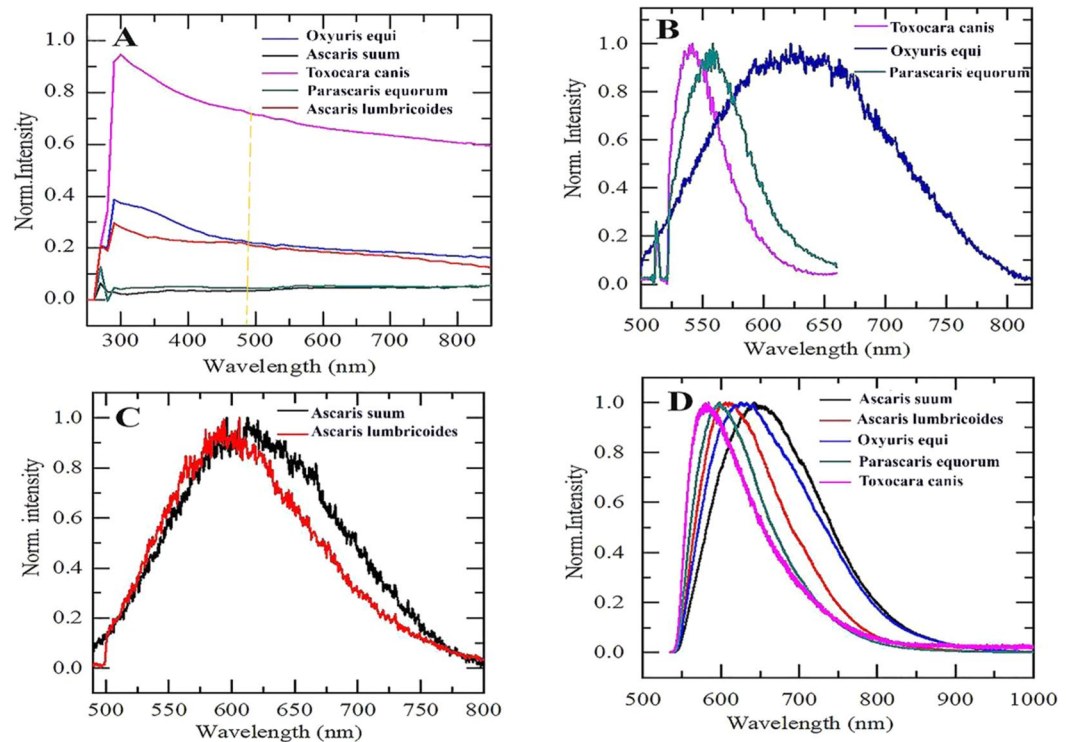 A
Oxyuris equi
Ascaris suum
Toxocara canis
Parascaris equorum
Ascaris lumbricoides
Norm.Intensity
1.0
0.8
0.6
0.4
0.2
0.0
300 400 500 600 700 800
Wavelength (nm)
B
Toxocara canis
Oxyuris equi
Parascaris equorum
Norm. Intensity
1.0
0.8
0.6
0.4
0.2
0.0
500 550 600 650 700 750 800
Wavelength (nm)
C
Ascaris suum
Ascaris lumbricoides
Norm. intensity
1.0
0.8
0.6
0.4
0.2
0.0
500 550 600 650 700 750 800
Wavelength (nm)
D
Ascaris suum
Ascaris lumbricoides
Oxyuris equi
Parascaris equorum
Toxocara canis
Norm.Intensity
1.0
0.8
0.6
0.4
0.2
0.0
500 600 700 800 900 1000
Wavelength (nm)